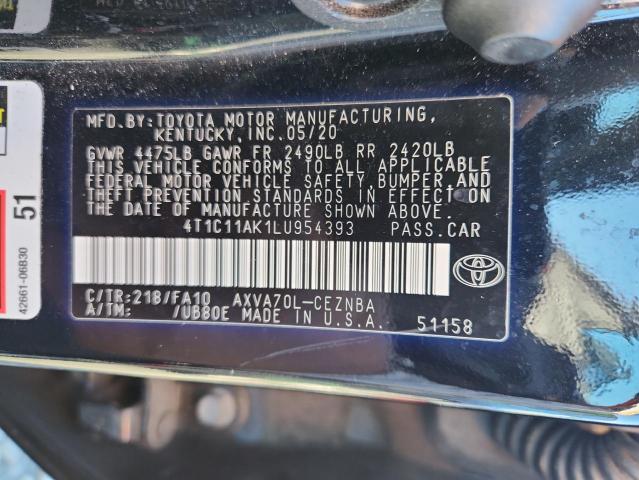 MFD.BY:TOYOTA MOTOR MANUFACTURING,
KENTUCKY,INC.05/20
GVWR 4475LB GAWR FR 2490LB RR 2420LB
THIS VEHICLE CONFORMS TO ALL APPLICABLE
FEDERAL MOTOR VEHICLE SAFETY,BUMPER,AND
THEFT PREVENTION STANDARDS IN EFFECT ON
THE DATE OF MANUFACTURE SHOWN ABOVE.
4T1C11AK1LU954393 PASS.CAR
C/TR:218/FA10 AXVA70L-CEZNBA
A/TM: /UB80E MADE IN U.S.A. 51158
42661-06B30
51